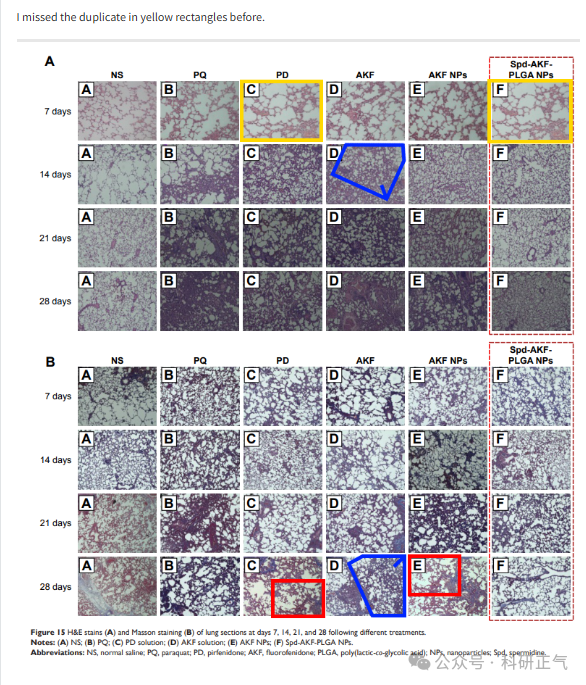 I missed the duplicate in yellow rectangles before.
A
NS PQ PD AKF AKF NPs Spd-AKF-
PLGA NPs
7 days A B C D E F
14 days A B C D E F
21 days A B C D E F
28 days A B C D E F
B
NS PQ PD AKF AKF NPs Spd-AKF-
PLGA NPs
7 days A B C D E F
14 days A B C D E F
21 days A B C D E F
28 days A B C D E F
Figure 15 H&E stains (A) and Masson staining (B) of lung sections at days 7, 14, 21, and 28 following different treatments.
Notes: (A) NS; (B) PQ; (C) PD solution; (D) AKF solution; (E) AKF NPs; (F) Spd-AKF-PLGA NPs.
Abbreviations: NS, normal saline; PQ, paraquat; PD, pirfenidone; AKF, fluorofenidone; PLGA, poly(lactic-co-glycolic acid); NPs, nanoparticles; Spd, spermidine.
公众号 · 科研正气